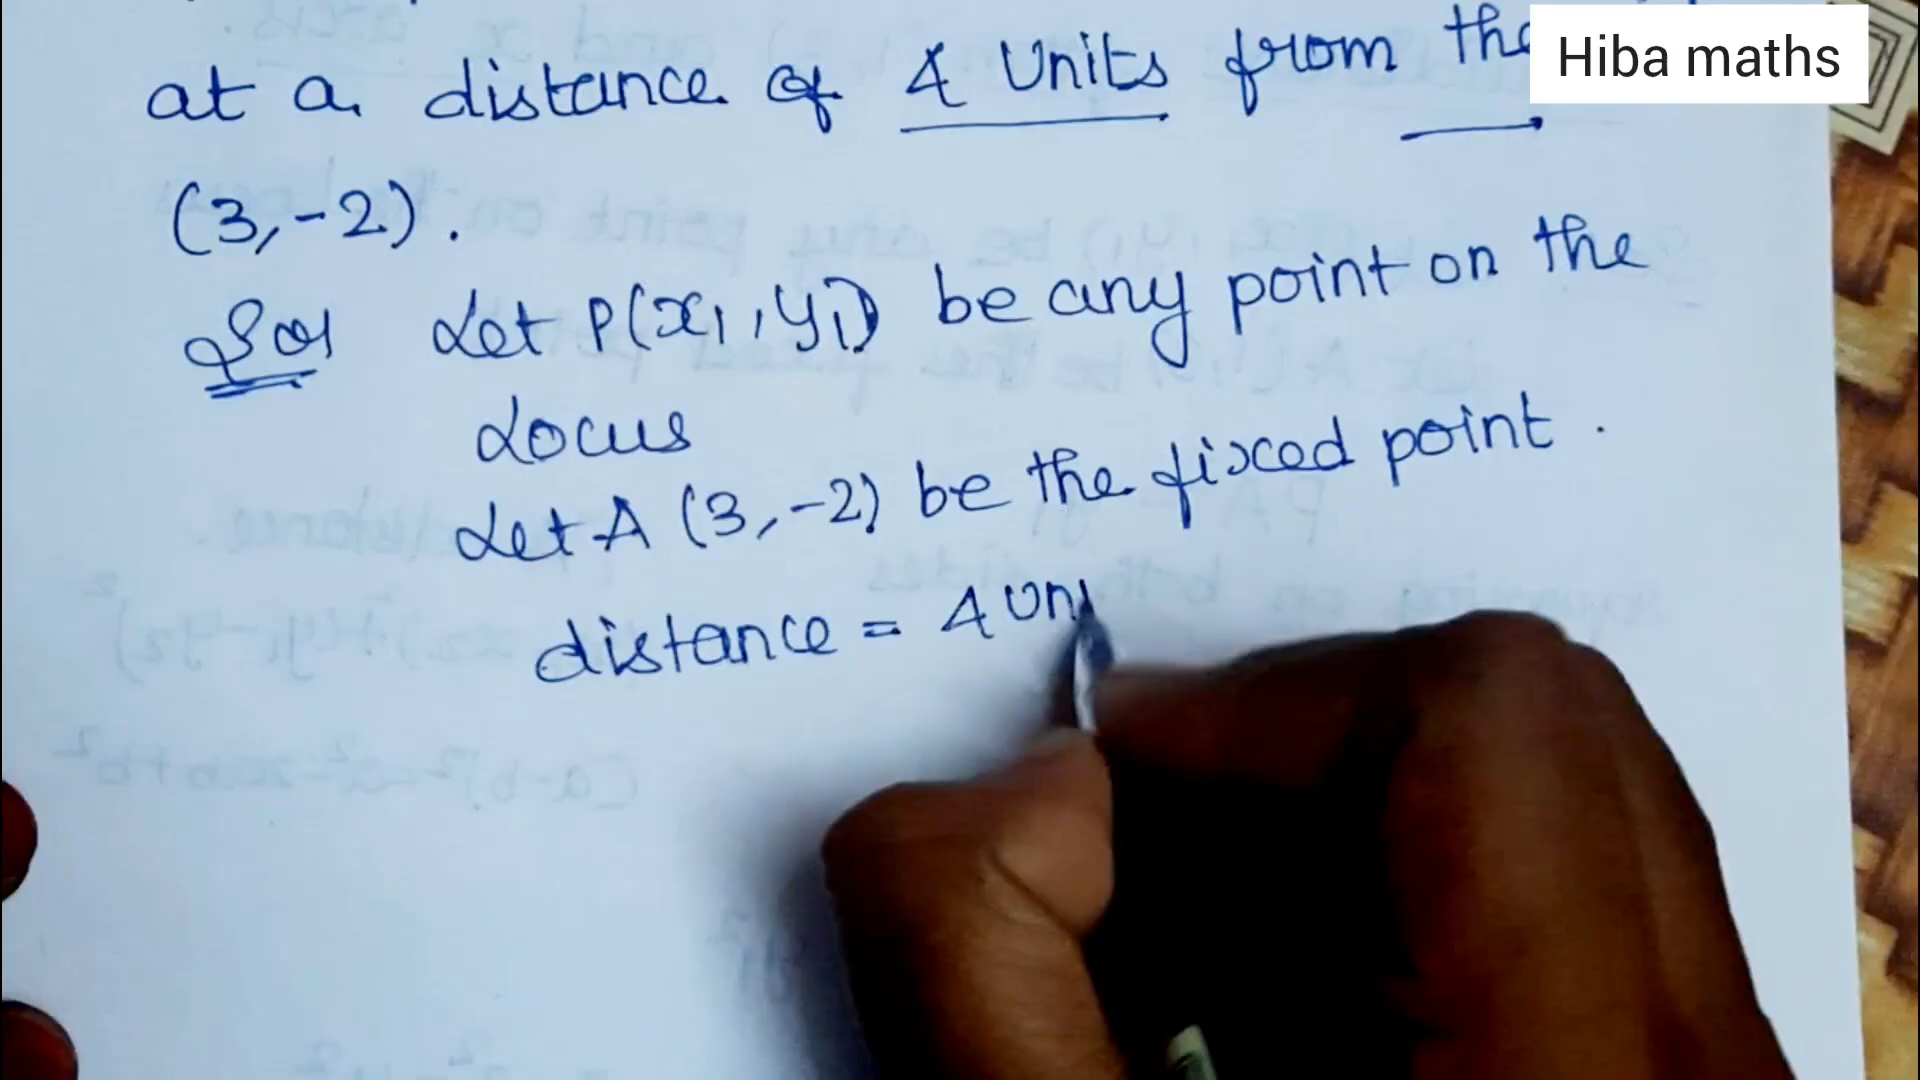 at a distance of 4 Units from the
Hiba maths
(3,-2).
Sol Let P(x₁,y₁) be any point on the
Locus
Let A (3,-2) be the fixed point.
distance = 4 Uni